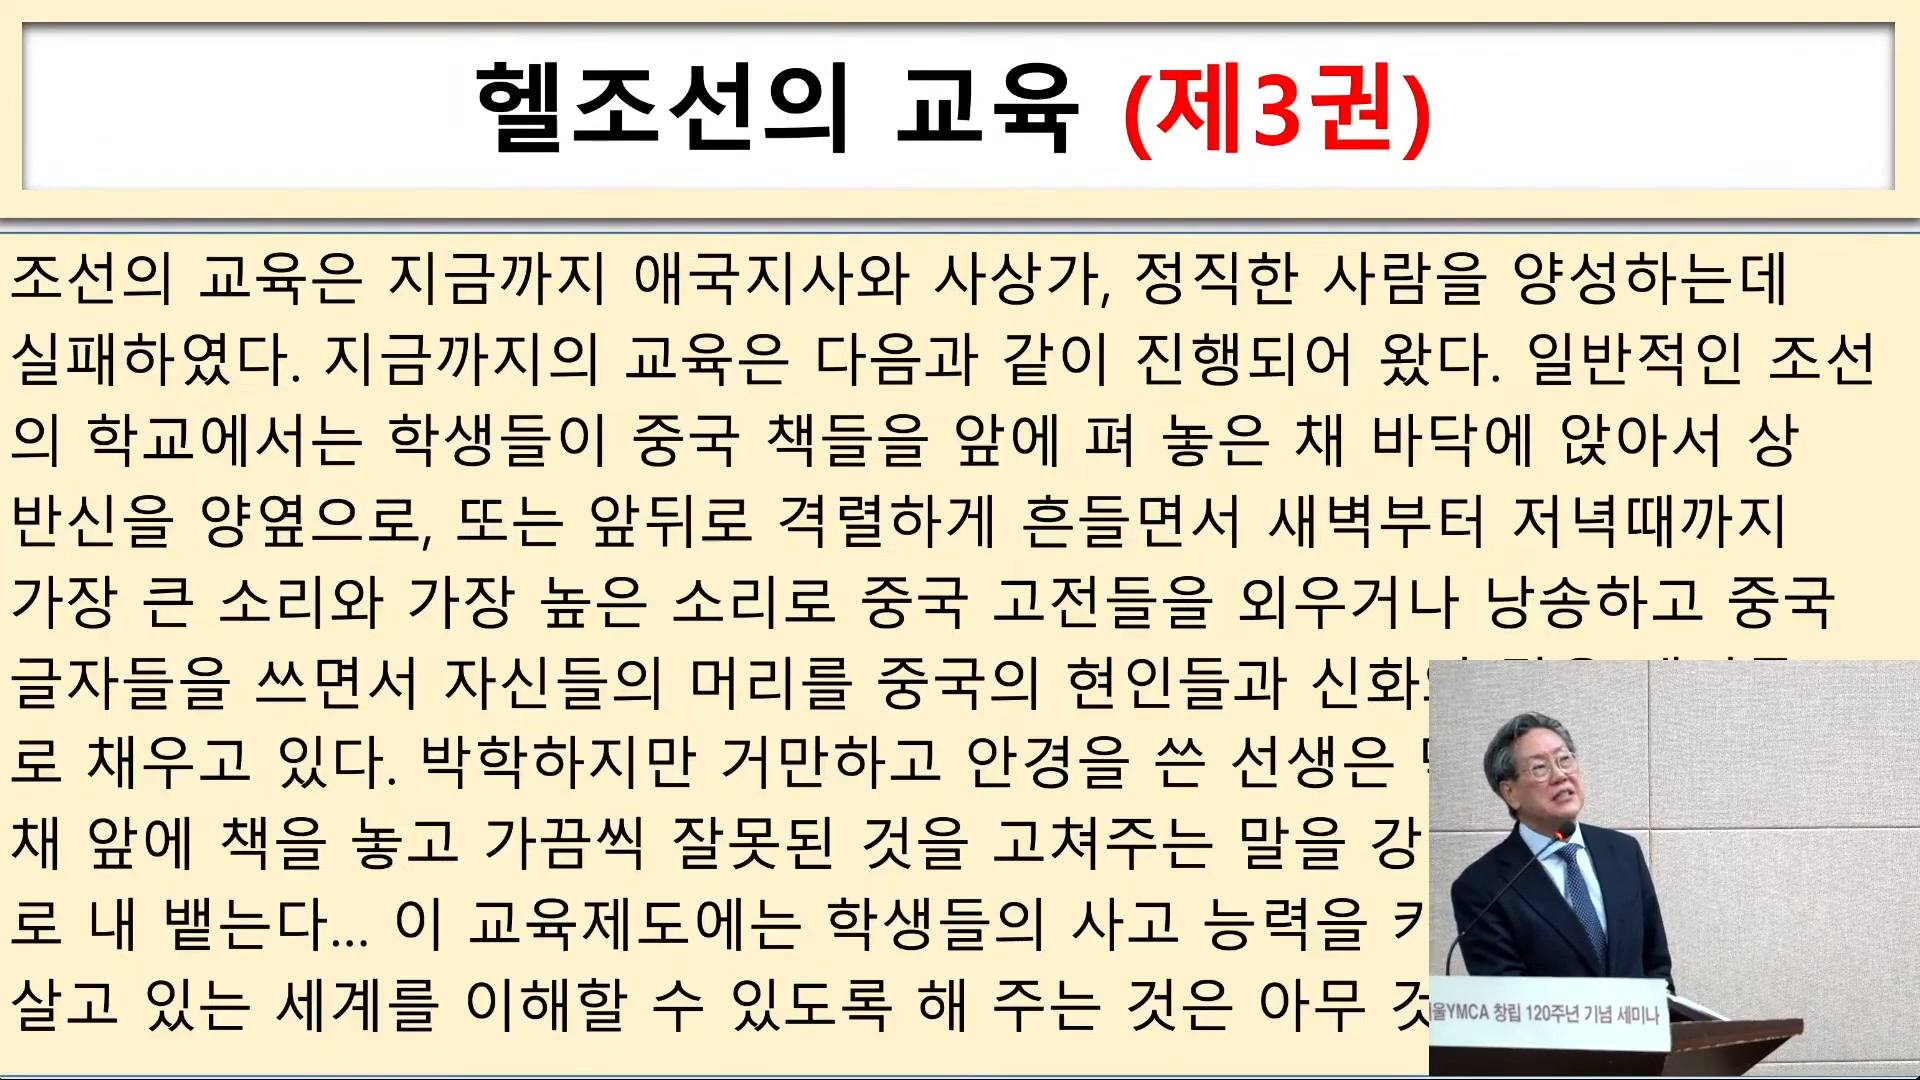 헬조선의 교육 (제3권)
조선의 교육은 지금까지 애국지사와 사상가, 정직한 사람을 양성하는데
실패하였다. 지금까지의 교육은 다음과 같이 진행되어 왔다. 일반적인 조선
의 학교에서는 학생들이 중국 책들을 앞에 펴 놓은 채 바닥에 앉아서 상
반신을 양옆으로, 또는 앞뒤로 격렬하게 흔들면서 새벽부터 저녁때까지
가장 큰 소리와 가장 높은 소리로 중국 고전들을 외우거나 낭송하고 중국
글자들을 쓰면서 자신들의 머리를 중국의 현인들과
로 채우고 있다. 박학하지만 거만하고 안경을 쓴 선생은
채 앞에 책을 놓고 가끔씩 잘못된 것을 고쳐주는 말을 강
로 내 뱉는다... 이 교육제도에는 학생들의 사고 능력을
살고 있는 세계를 이해할 수 있도록 해 주는 것은 아무
울YMCA 창립 120주년 기념 세미나